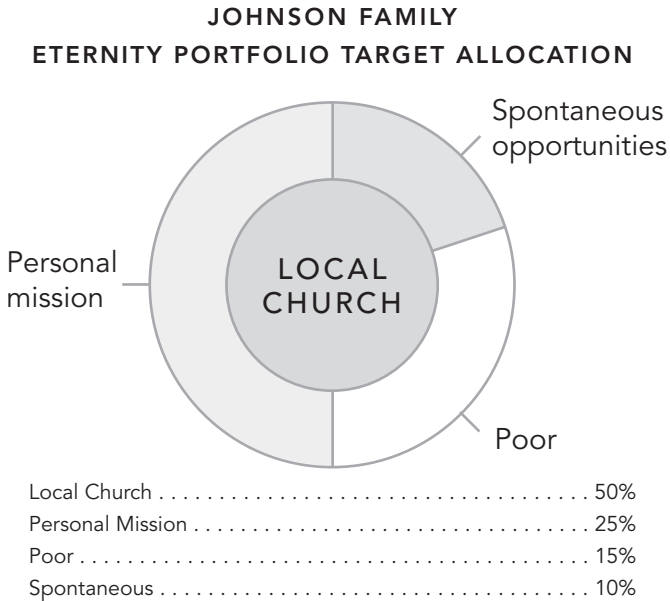 JOHNSON FAMILY
ETERNITY PORTFOLIO TARGET ALLOCATION
Spontaneous
opportunities
Personal
mission
LOCAL
CHURCH
Poor
Local Church . . . . . . . . . . . . . . . . . . . . . . . . . . . . . . . . . . . . 50%
Personal Mission . . . . . . . . . . . . . . . . . . . . . . . . . . . . . . . . . 25%
Poor . . . . . . . . . . . . . . . . . . . . . . . . . . . . . . . . . . . . . . . . . . . 15%
Spontaneous . . . . . . . . . . . . . . . . . . . . . . . . . . . . . . . . . . . . 10%